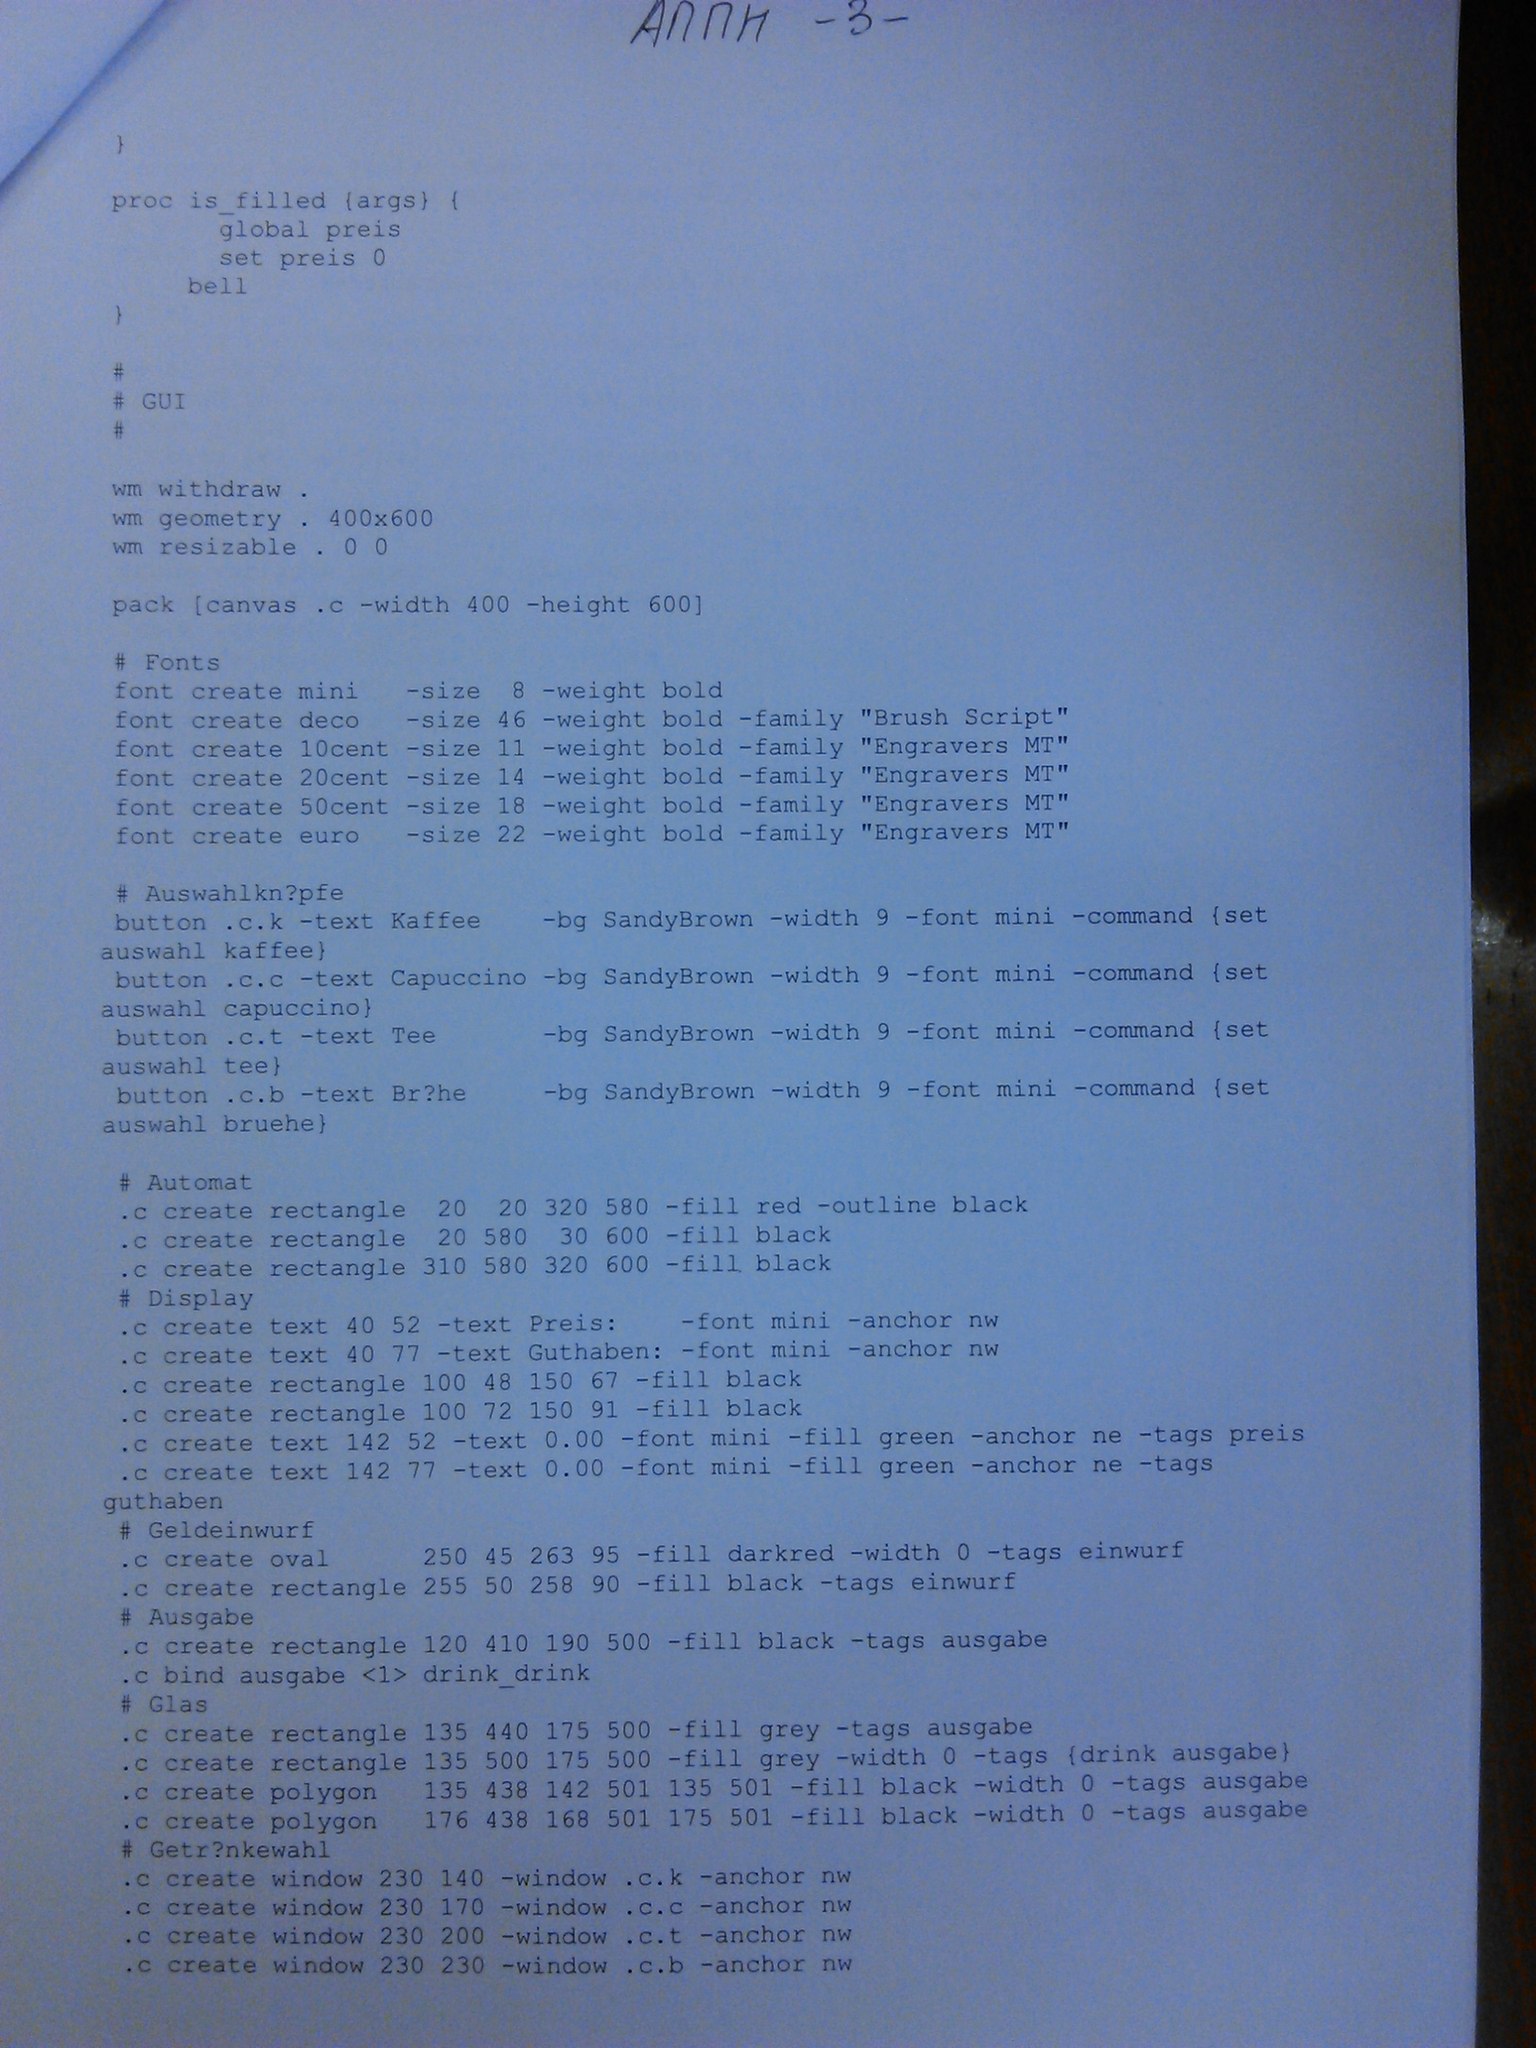 АППН -3-
}
proc is_filled {args} {
       global preis
       set preis 0
     bell
}
#
# GUI
#
wm withdraw .
wm geometry . 400x600
wm resizable . 0 0
pack [canvas .c -width 400 -height 600]
# Fonts
font create mini   -size  8 -weight bold
font create deco   -size 46 -weight bold -family "Brush Script"
font create 10cent -size 11 -weight bold -family "Engravers MT"
font create 20cent -size 14 -weight bold -family "Engravers MT"
font create 50cent -size 18 -weight bold -family "Engravers MT"
font create euro   -size 22 -weight bold -family "Engravers MT"
# Auswahlkn?pfe
button .c.k -text Kaffee    -bg SandyBrown -width 9 -font mini -command {set
auswahl kaffee}
button .c.c -text Capuccino -bg SandyBrown -width 9 -font mini -command {set
auswahl capuccino}
button .c.t -text Tee       -bg SandyBrown -width 9 -font mini -command {set
auswahl tee}
button .c.b -text Br?he     -bg SandyBrown -width 9 -font mini -command {set
auswahl bruehe}
# Automat
.c create rectangle  20  20 320 580 -fill red -outline black
.c create rectangle  20 580  30 600 -fill black
.c create rectangle 310 580 320 600 -fill black
# Display
.c create text 40 52 -text Preis:    -font mini -anchor nw
.c create text 40 77 -text Guthaben: -font mini -anchor nw
.c create rectangle 100 48 150 67 -fill black
.c create rectangle 100 72 150 91 -fill black
.c create text 142 52 -text 0.00 -font mini -fill green -anchor ne -tags preis
.c create text 142 77 -text 0.00 -font mini -fill green -anchor ne -tags
guthaben
# Geldeinwurf
.c create oval      250 45 263 95 -fill darkred -width 0 -tags einwurf
.c create rectangle 255 50 258 90 -fill black -tags einwurf
# Ausgabe
.c create rectangle 120 410 190 500 -fill black -tags ausgabe
.c bind ausgabe <1> drink_drink
# Glas
.c create rectangle 135 440 175 500 -fill grey -tags ausgabe
.c create rectangle 135 500 175 500 -fill grey -width 0 -tags {drink ausgabe}
.c create polygon   135 438 142 501 135 501 -fill black -width 0 -tags ausgabe
.c create polygon   176 438 168 501 175 501 -fill black -width 0 -tags ausgabe
# Getr?nkewahl
.c create window 230 140 -window .c.k -anchor nw
.c create window 230 170 -window .c.c -anchor nw
.c create window 230 200 -window .c.t -anchor nw
.c create window 230 230 -window .c.b -anchor nw